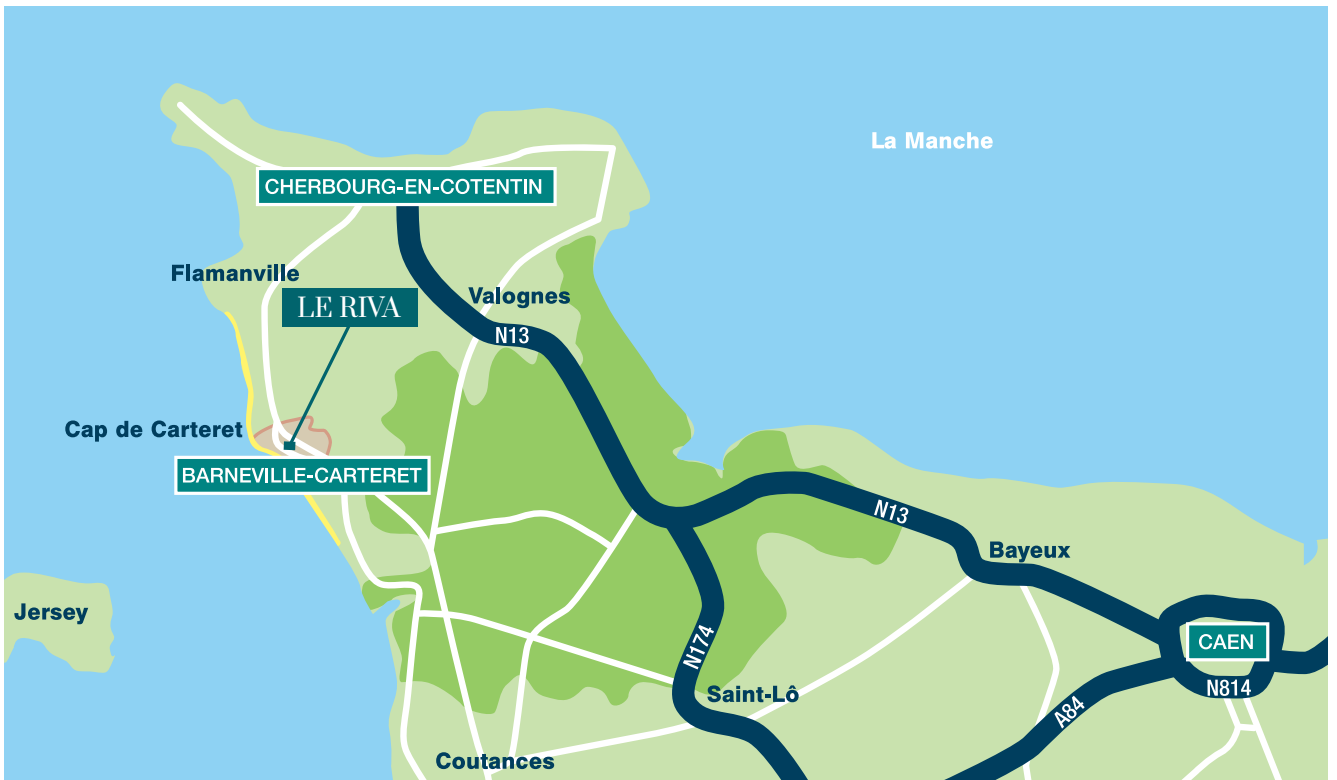 La Manche
CHERBOURG-EN-COTENTIN
Flamanville
LE RIVA
Valognes
N13
Cap de Carteret
BARNEVILLE-CARTERET
N13
Bayeux
Jersey
N174
CAEN
N814
Saint-Lô
A84
Coutances